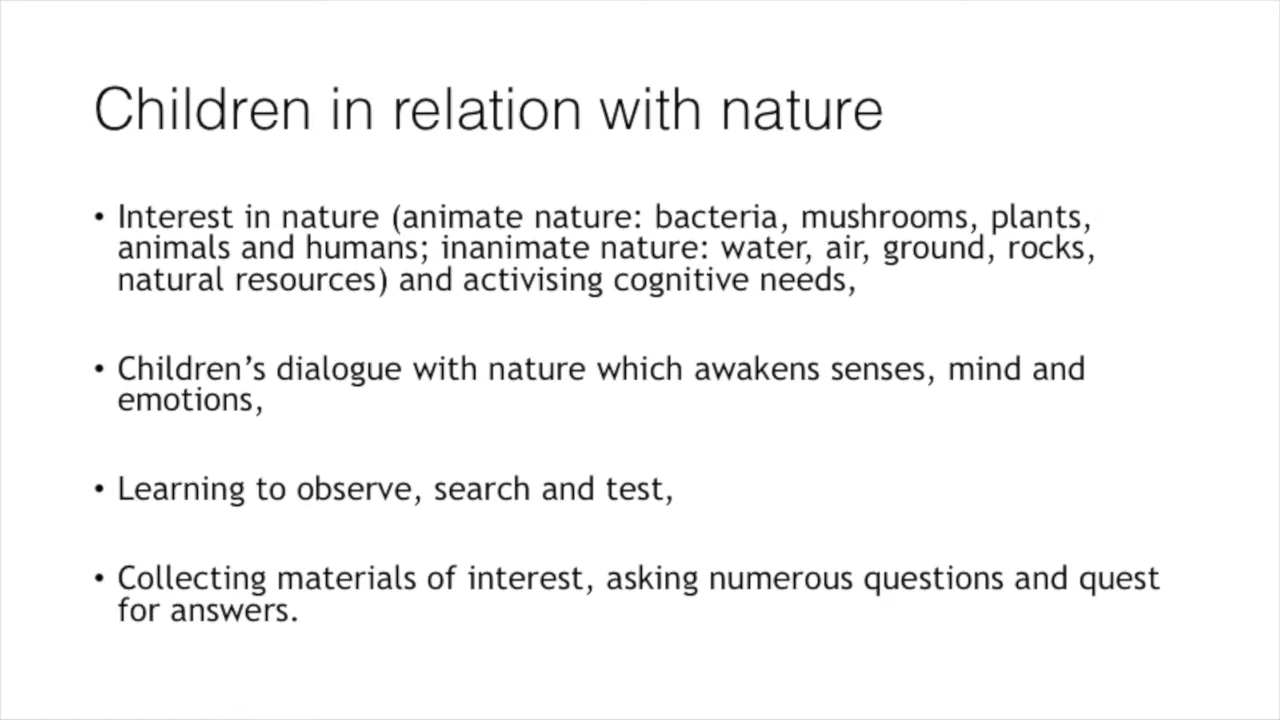 Children in relation with nature
• Interest in nature (animate nature: bacteria, mushrooms, plants,
animals and humans; inanimate nature: water, air, ground, rocks,
natural resources) and activising cognitive needs,
• Children’s dialogue with nature which awakens senses, mind and
emotions,
• Learning to observe, search and test,
• Collecting materials of interest, asking numerous questions and quest
for answers.